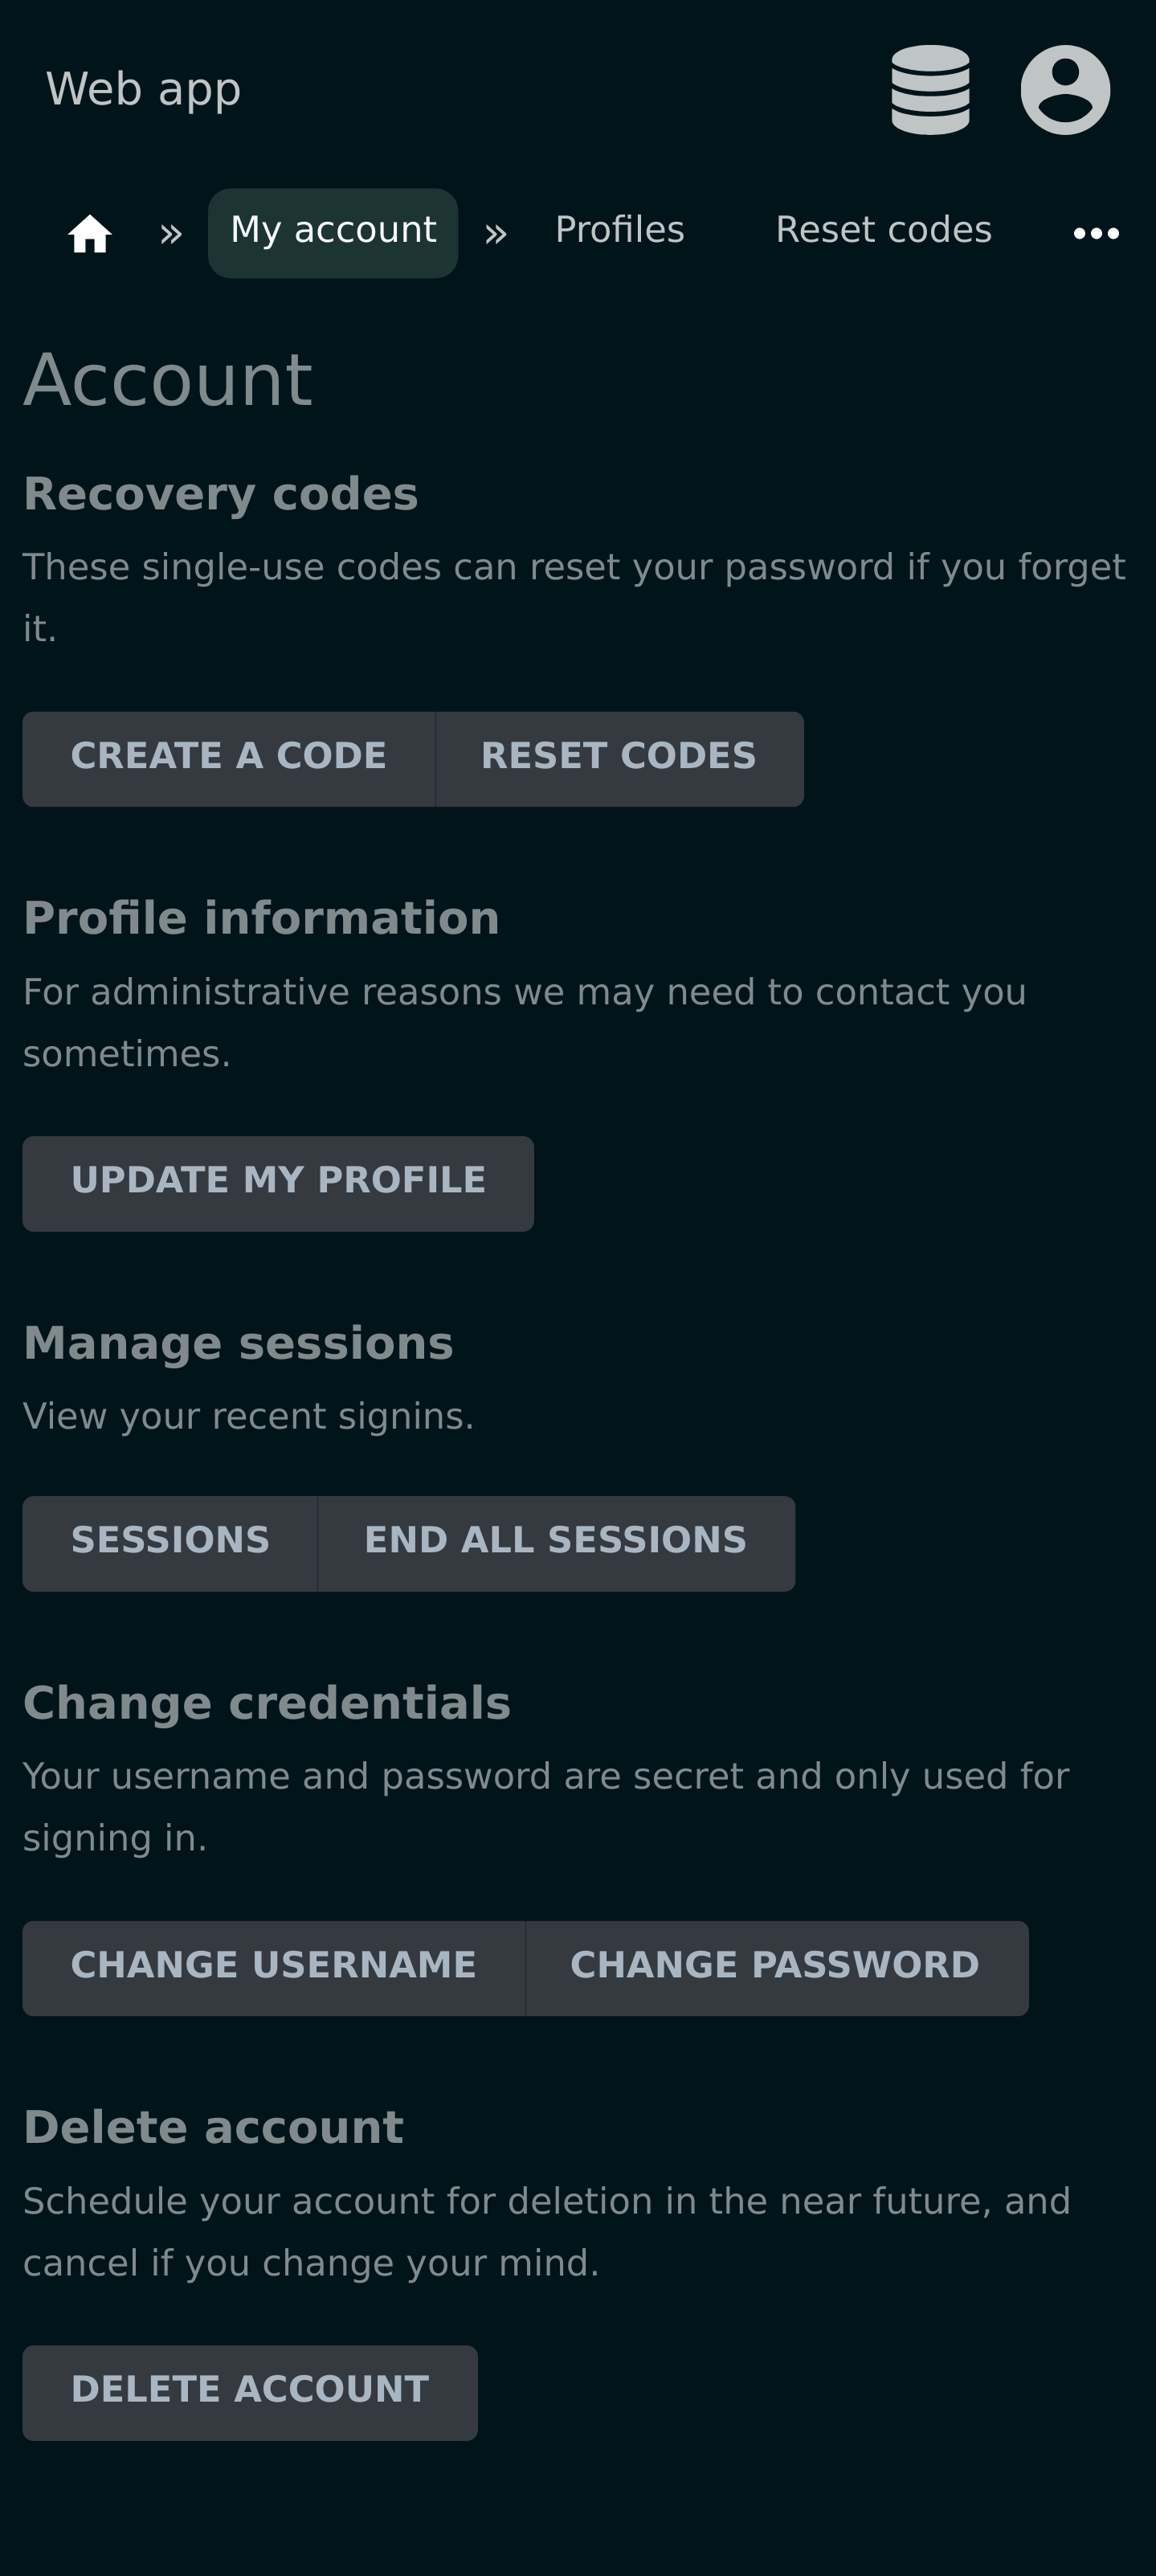 Web app
» My account » Profiles Reset codes
Account
Recovery codes
These single-use codes can reset your password if you forget
it.
CREATE A CODE RESET CODES
Profile information
For administrative reasons we may need to contact you
sometimes.
UPDATE MY PROFILE
Manage sessions
View your recent signins.
SESSIONS END ALL SESSIONS
Change credentials
Your username and password are secret and only used for
signing in.
CHANGE USERNAME CHANGE PASSWORD
Delete account
Schedule your account for deletion in the near future, and
cancel if you change your mind.
DELETE ACCOUNT